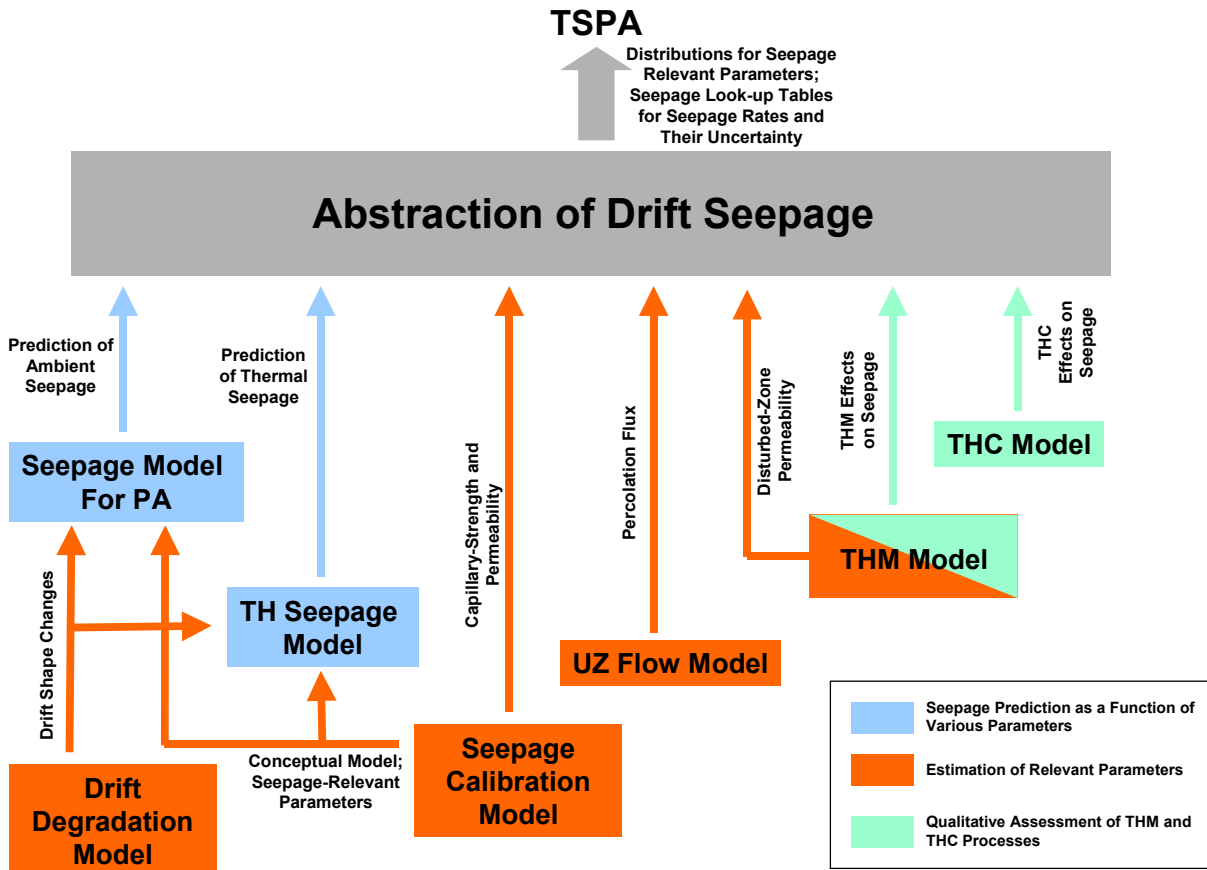 TSPA
Distributions for Seepage
Relevant Parameters;
Seepage Look-up Tables
for Seepage Rates and
Their Uncertainty
Abstraction of Drift Seepage
Prediction of
Ambient
Seepage
Prediction
of Thermal
Seepage
Capillary-Strength and
Permeability
Percolation Flux
Disturbed-Zone
Permeability
THM Effects
on Seepage
THC
Effects on
Seepage
Seepage Model
For PA
THC Model
THM Model
Drift Shape Changes
TH Seepage
Model
UZ Flow Model
Conceptual Model;
Seepage-Relevant
Parameters
Seepage
Calibration
Model
Drift
Degradation
Model
Seepage Prediction as a Function of
Various Parameters
Estimation of Relevant Parameters
Qualitative Assessment of THM and
THC Processes